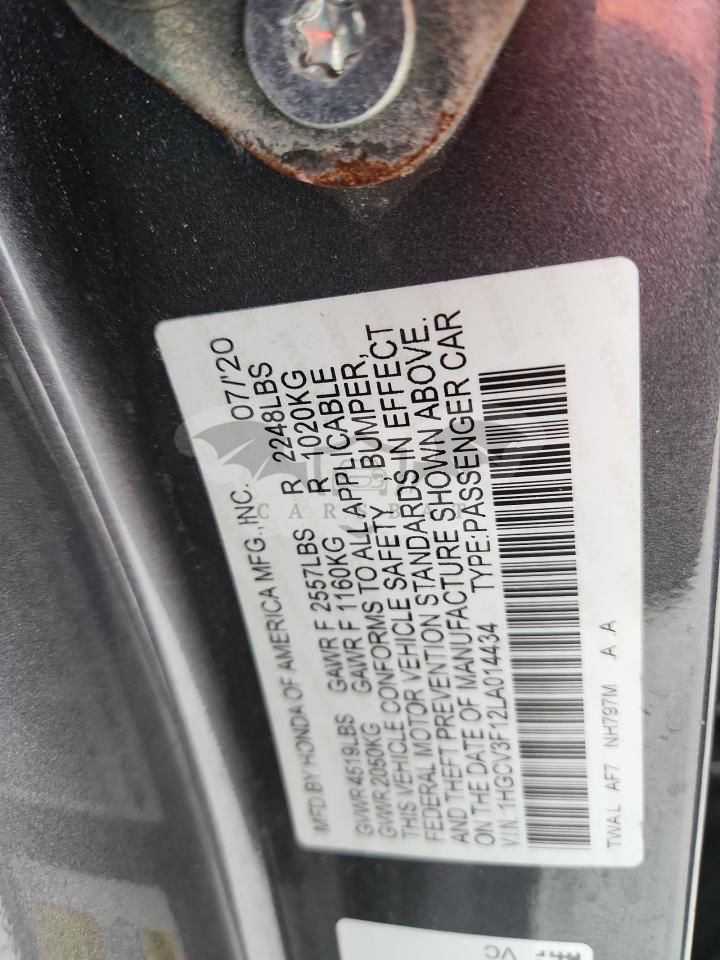 MFD.BY HONDA OF AMERICA MFG.,INC. 07/'20
GVWR 4519LBS GAWR F 2557LBS R 2248LBS
GVWR 2050KG GAWR F 1160KG R 1020KG
THIS VEHICLE CONFORMS TO ALL APPLICABLE
FEDERAL MOTOR VEHICLE SAFETY ,BUMPER,
AND THEFT PREVENTION STANDARDS IN EFFECT
ON THE DATE OF MANUFACTURE SHOWN ABOVE.
V.I.N.:1HGCV3F12LA014434 TYPE:PASSENGER CAR
TWAL AF7 NH797M .A .A
VC